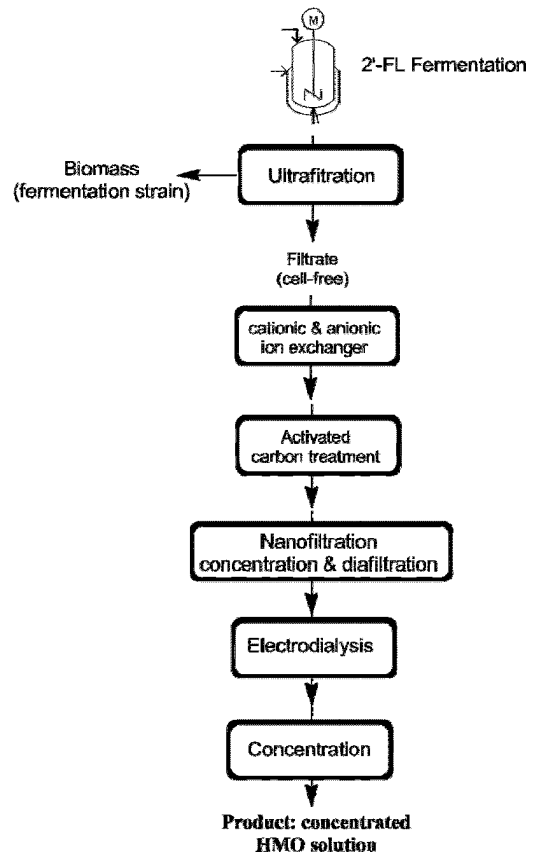 M
2'-FL Fermentation
Biomass
(fermentation strain)
Ultrafitration
Filtrate
(cell-free)
cationic & anionic
ion exchanger
Activated
carbon treatment
Nanofiltration
concentration & diafiltration
Electrodialysis
Concentration
Product: concentrated
HMO solution